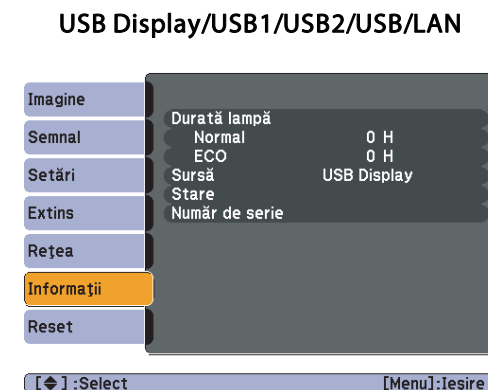 USB Display/USB1/USB2/USB/LAN
Imagine
Semnal
Setări
Extins
Reţea
Informaţii
Reset
Durată lampă
Normal 0 H
ECO 0 H
Sursă USB Display
Stare
Număr de serie
[◆] :Select [Menu]:Ieşire